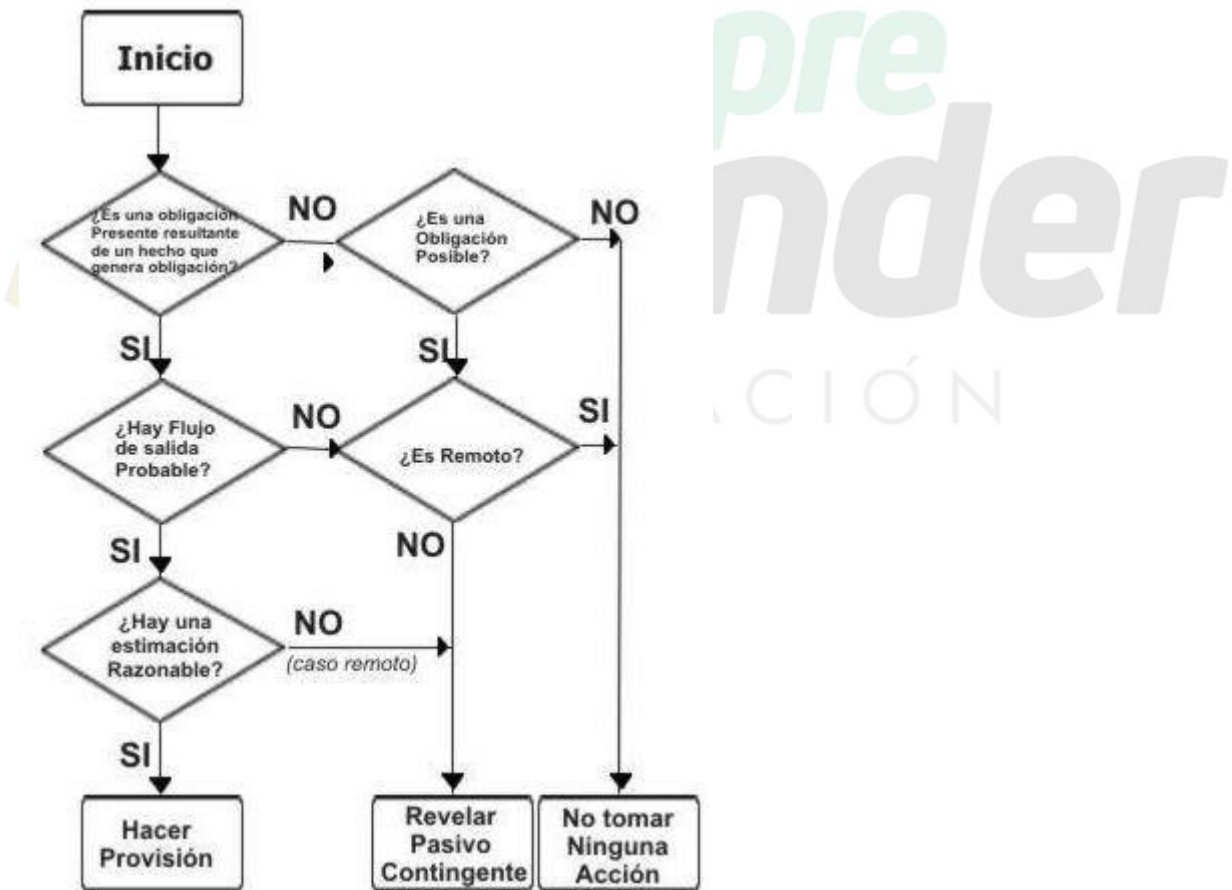 Inicio
¿Es una obligación
Presente resultante
de un hecho que
genera obligación?
NO
¿Es una
Obligación
Posible?
NO
SI
SI
¿Hay Flujo
de salida
Probable?
NO
¿Es Remoto?
SI
SI
NO
¿Hay una
estimación
Razonable?
NO
(caso remoto)
SI
Hacer
Provisión
Revelar
Pasivo
Contingente
No tomar
Ninguna
Acción
pre
nder
CIÓN